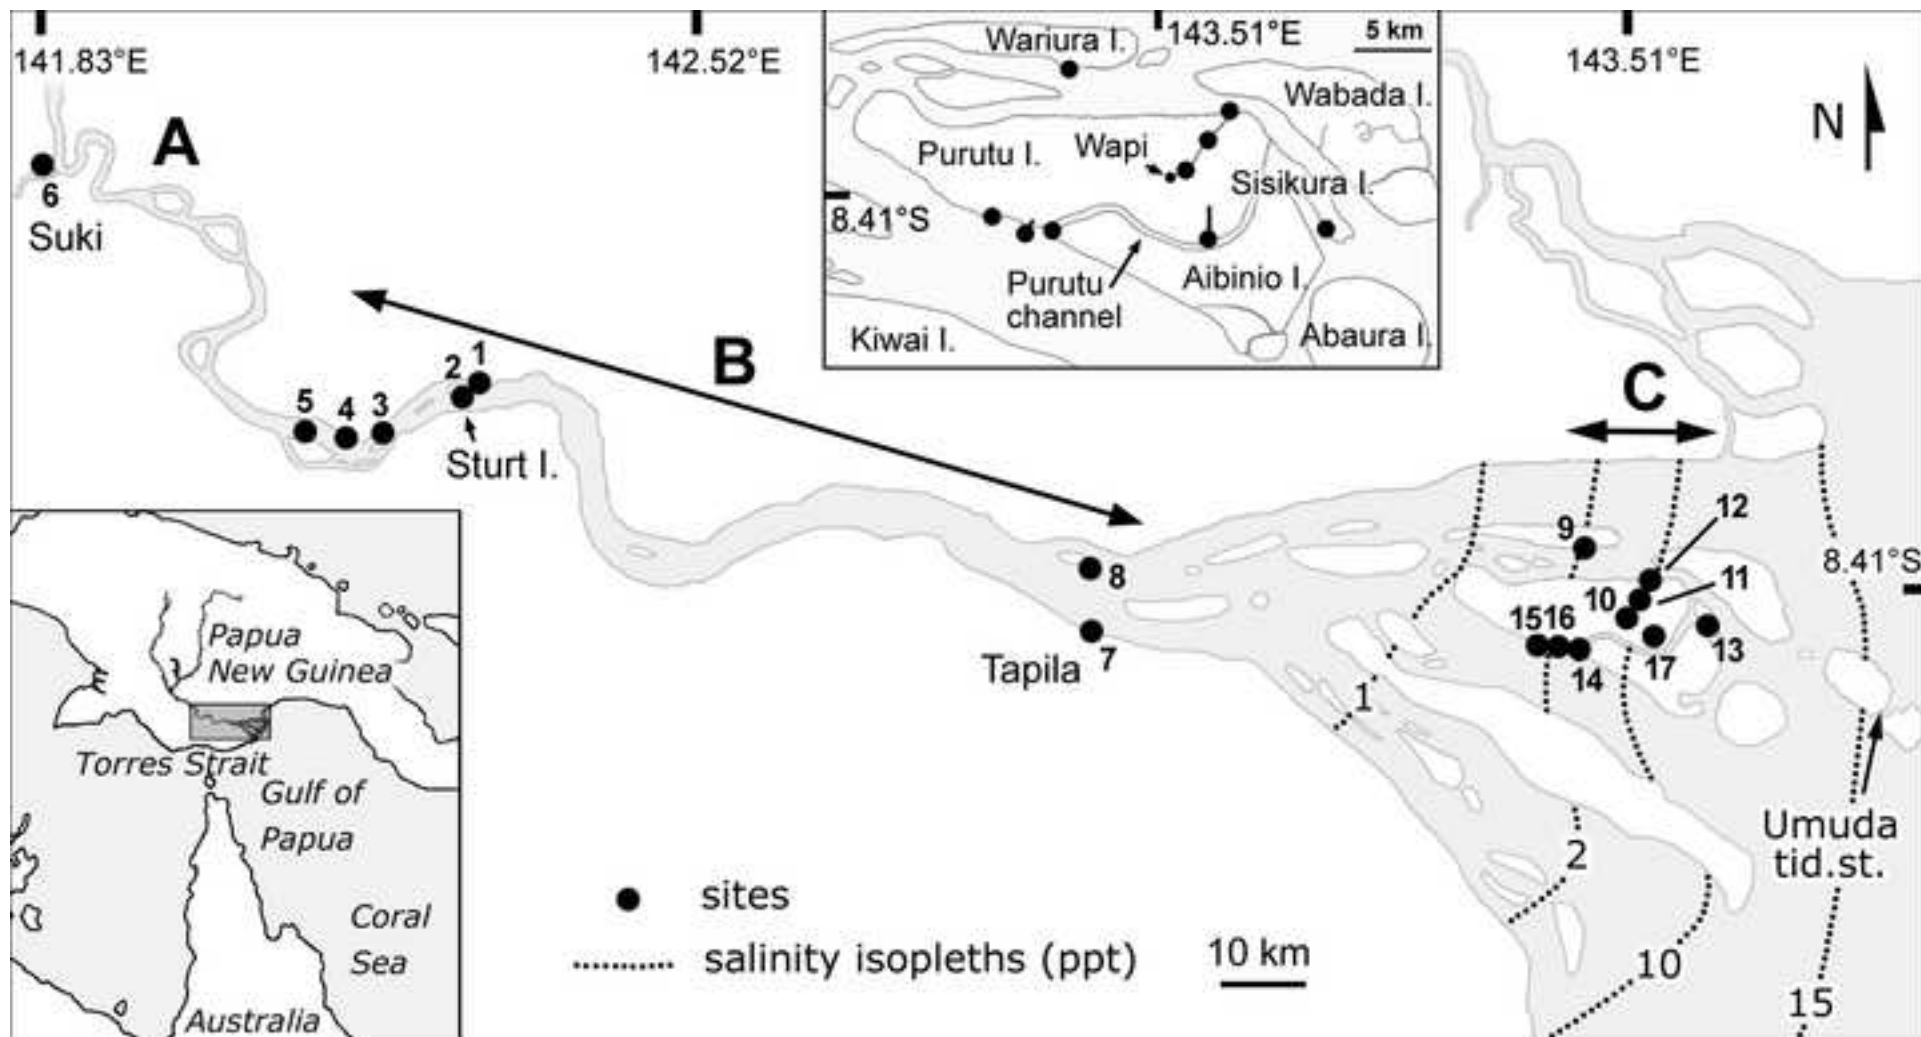 141.83°E
142.52°E
143.51°E
143.51°E
5 km
Wariura I.
Wabada I.
Wapi
Purutu I.
Sisikura I.
8.41°S
Purutu
channel
Aibinio I.
Kiwai I.
Abaura I.
N
A
6
Suki
B
C
1
2
3
4
5
Sturt I.
8
7
Tapila
9
12
11
10
15
16
14
17
13
8.41°S
1
2
10
15
Umuda
tid.st.
Papua
New Guinea
Torres Strait
Gulf of
Papua
Coral
Sea
Australia
sites
salinity isopleths (ppt)
10 km